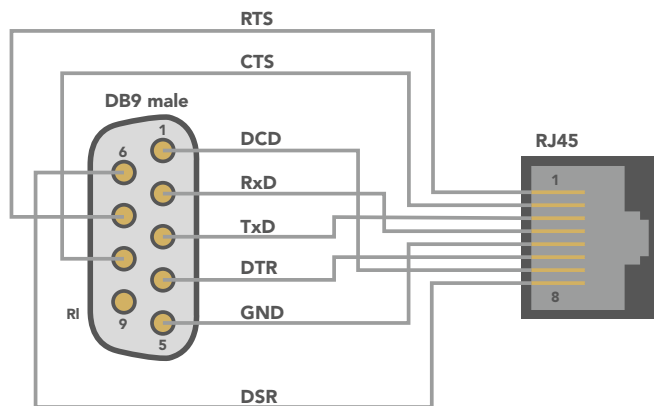 RTS
CTS
DB9 male
1
6
DCD
RJ45
RxD
1
TxD
DTR
RI
9
GND
8
5
DSR